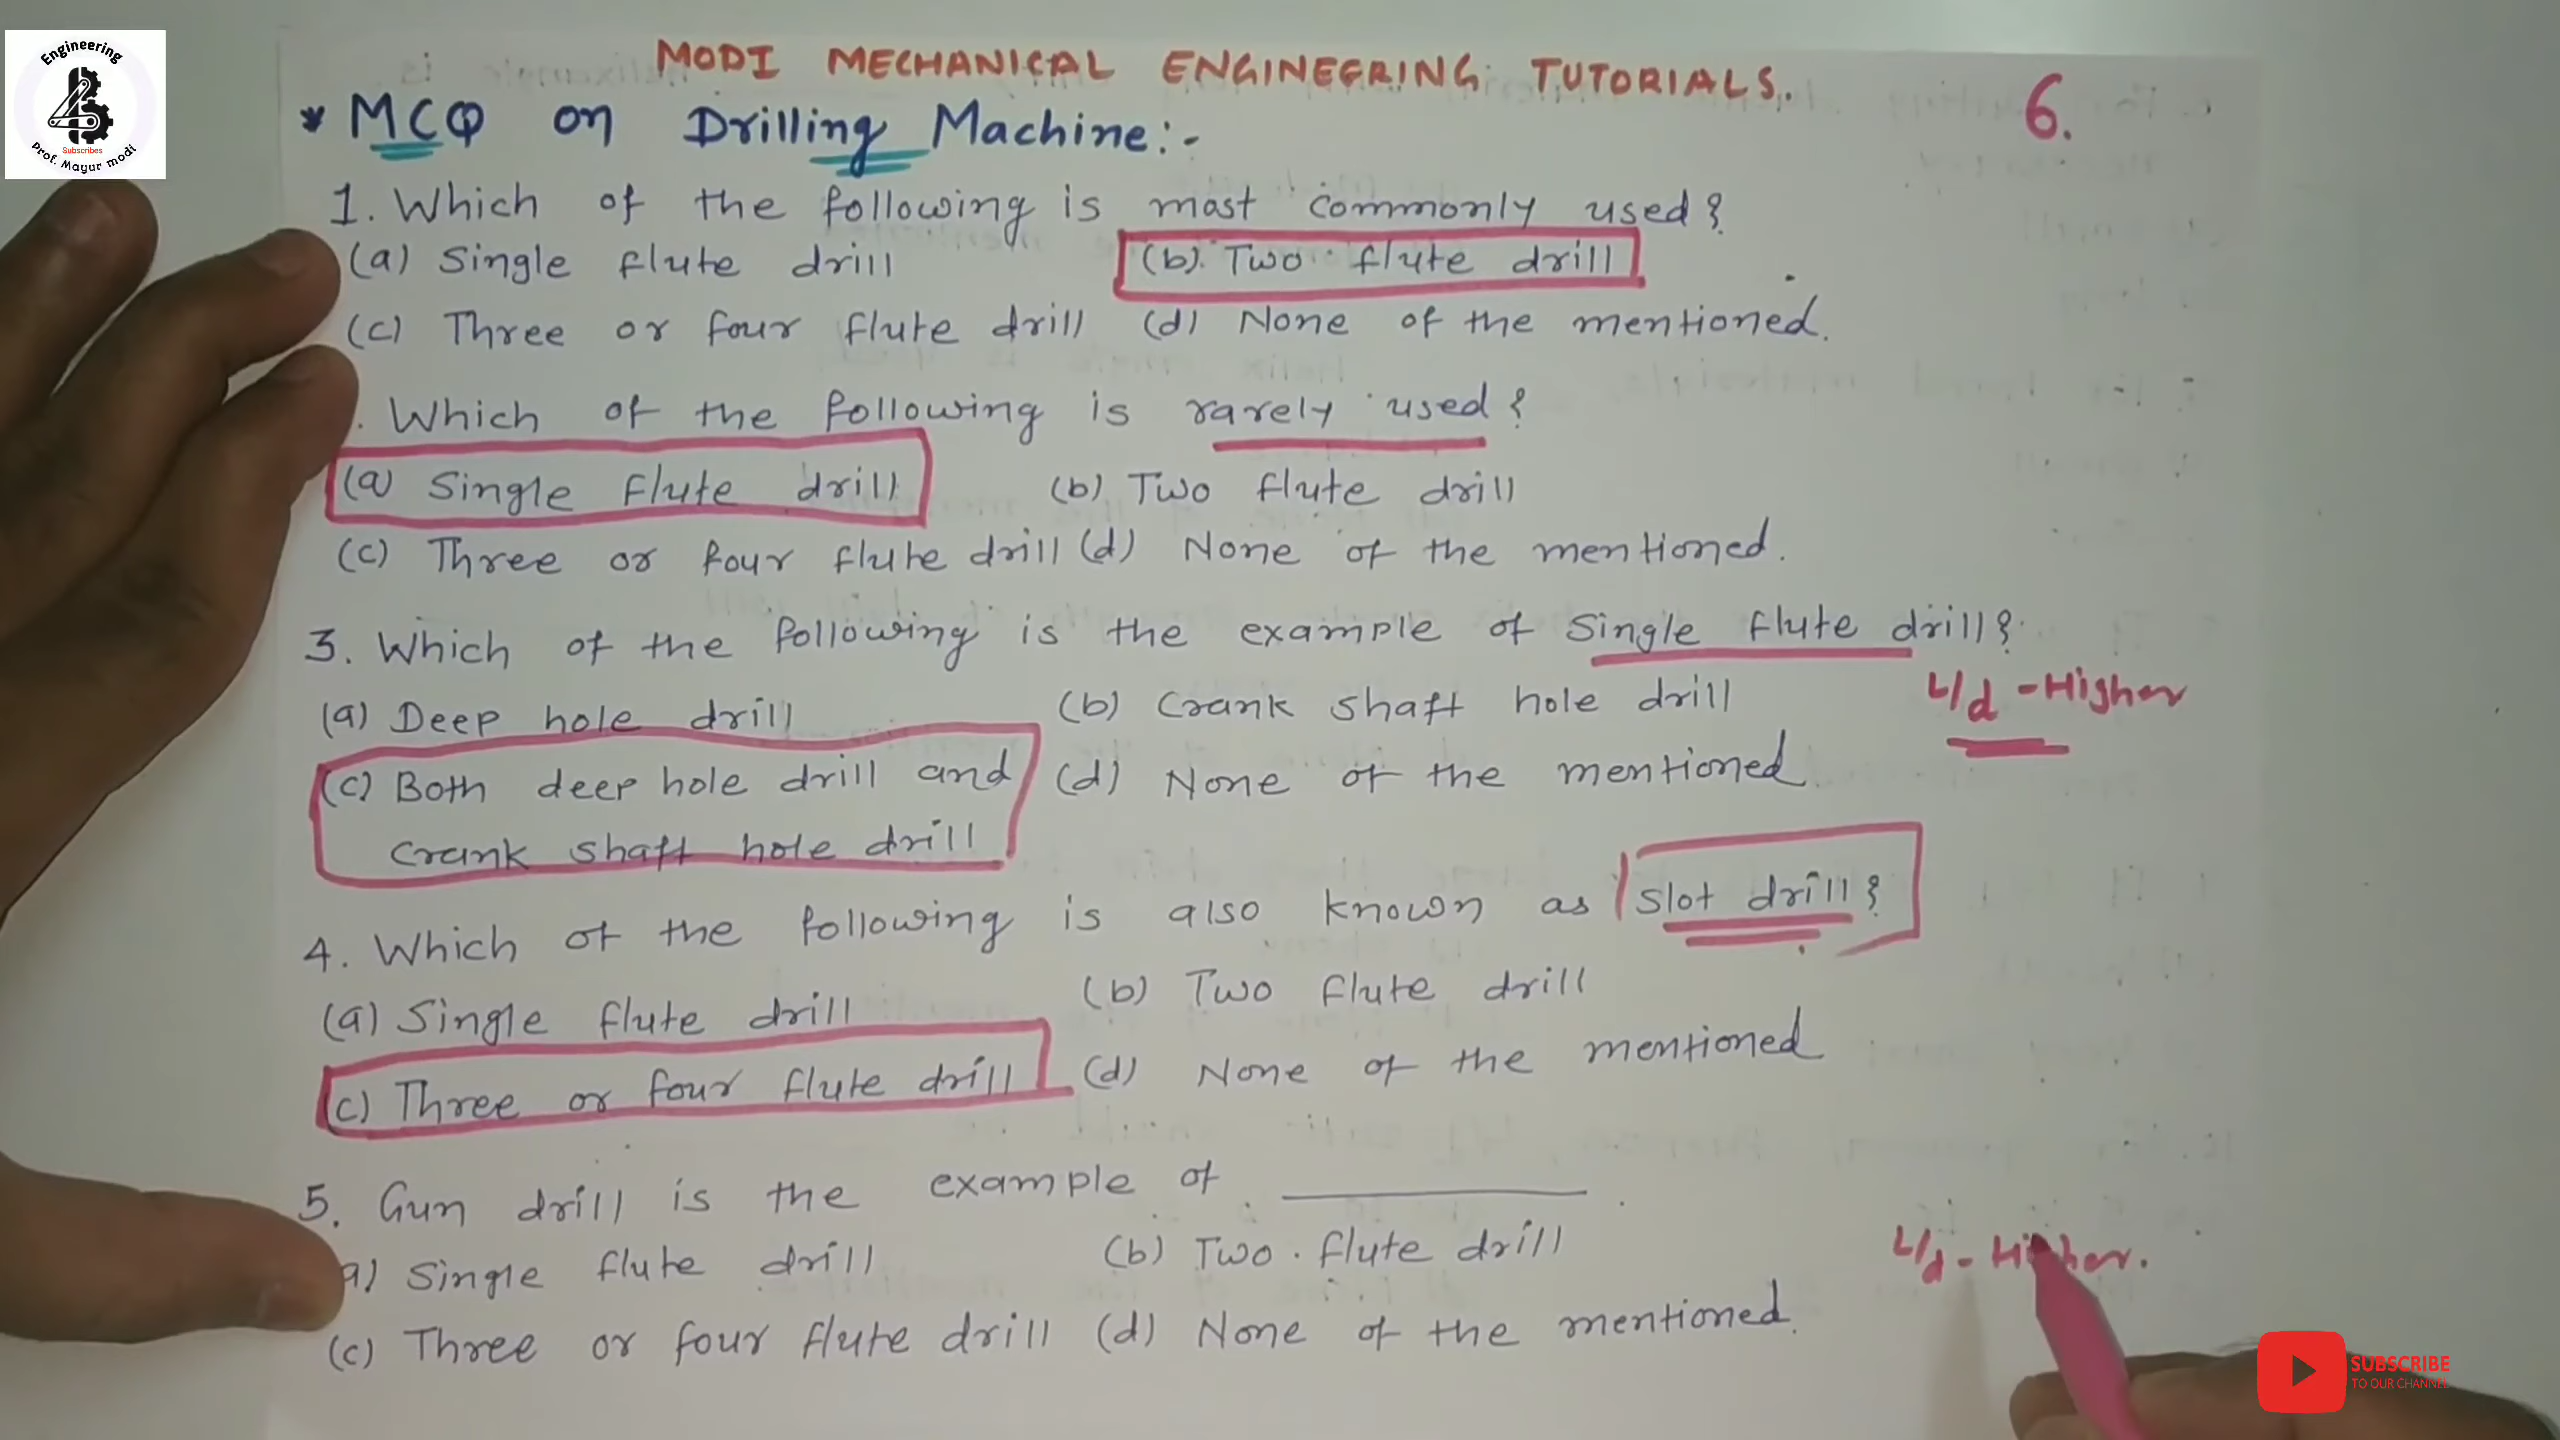 Engineering
Subscribes
Prof. Mayur modi
MODI MECHANICAL ENGINEERING TUTORIALS.
6.
* MCQ on Drilling Machine:-
1. Which of the following is most commonly used?
(a) Single flute drill (b) Two flute drill
(c) Three or four flute drill (d) None of the mentioned.
. Which of the following is rarely used?
(a) Single flute drill (b) Two flute drill
(c) Three or four flute drill (d) None of the mentioned.
3. Which of the following is the example of single flute drill?
(a) Deep hole drill (b) Crank shaft hole drill
L/d - Higher
(c) Both deep hole drill and (d) None of the mentioned
crank shaft hole drill
4. Which of the following is also known as slot drill?
(a) Single flute drill (b) Two flute drill
(c) Three or four flute drill (d) None of the mentioned
5. Gun drill is the example of ______.
a) Single flute drill (b) Two flute drill
L/d - Higher.
(c) Three or four flute drill (d) None of the mentioned.
SUBSCRIBE
TO OUR CHANNEL